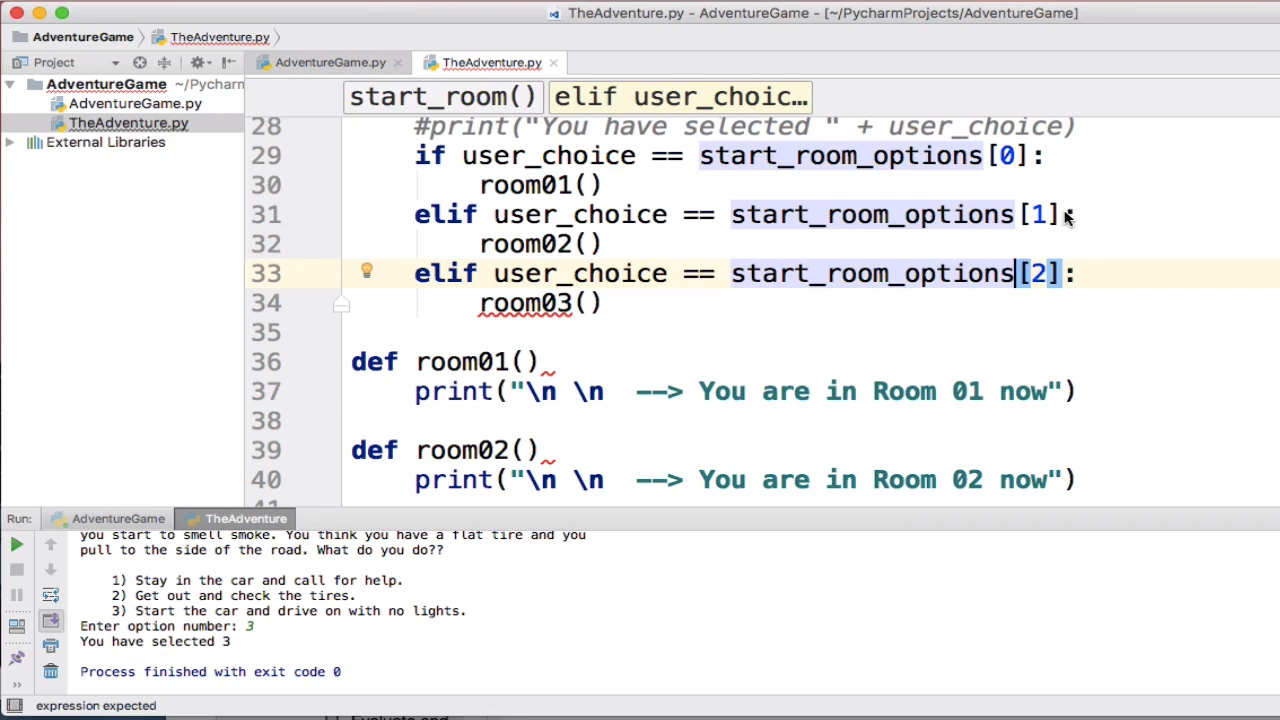 TheAdventure.py - AdventureGame - [~/PycharmProjects/AdventureGame]
AdventureGame TheAdventure.py
Project AdventureGame.py TheAdventure.py
AdventureGame ~/Pycharm
AdventureGame.py
TheAdventure.py
External Libraries
start_room() elif user_choic…
28 #print("You have selected " + user_choice)
29 if user_choice == start_room_options[0]:
30 room01()
31 elif user_choice == start_room_options[1]:
32 room02()
33 elif user_choice == start_room_options[2]:
34 room03()
35
36 def room01()
37 print("\n \n  --> You are in Room 01 now")
38
39 def room02()
40 print("\n \n  --> You are in Room 02 now")
41
Run: AdventureGame TheAdventure
you start to smell smoke. You think you have a flat tire and you
pull to the side of the road. What do you do??
1) Stay in the car and call for help.
2) Get out and check the tires.
3) Start the car and drive on with no lights.
Enter option number: 3
You have selected 3
Process finished with exit code 0
expression expected
Evaluate and